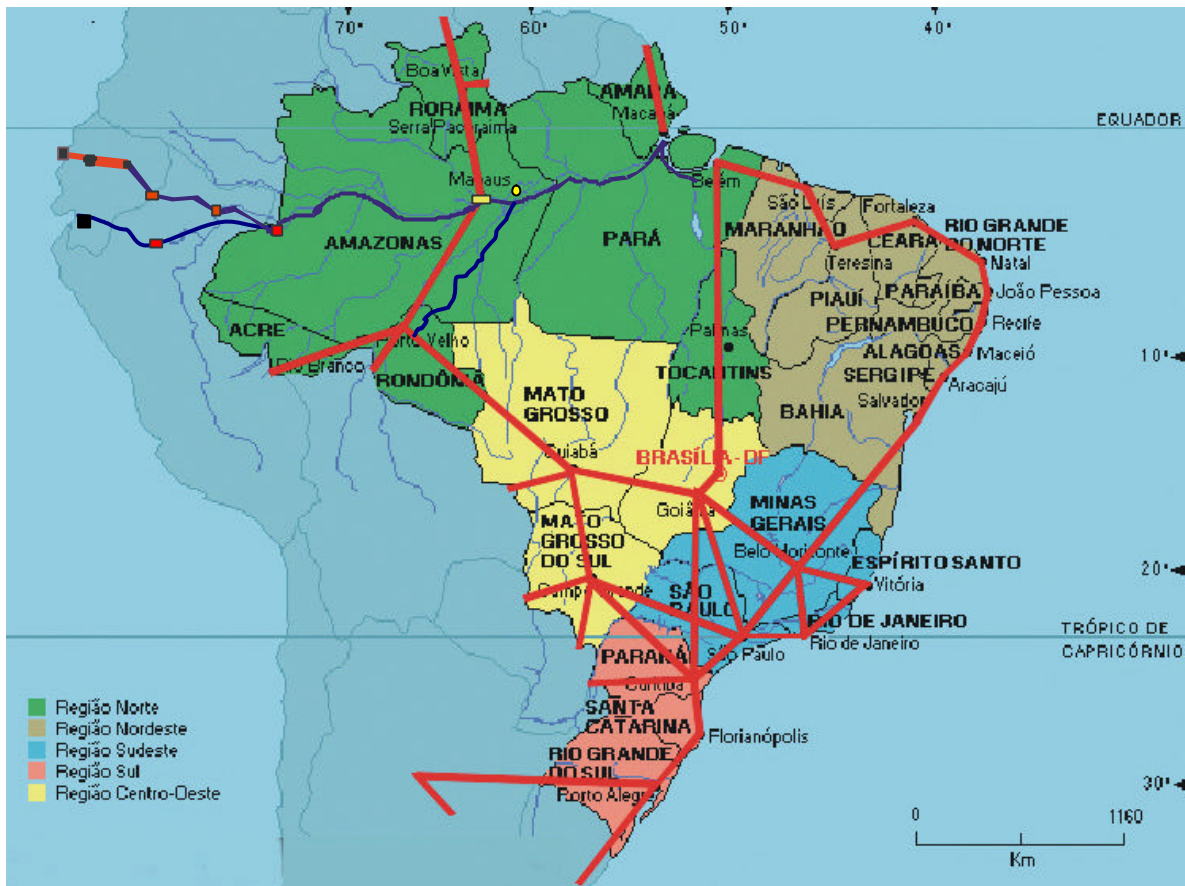 70'
60'
50'
40'
Boa Vista
RORAIMA
Serra Pacaraima
AMAPÁ
Macapá
EQUADOR
Manaus
Belém
São Luís
Fortaleza
AMAZONAS
PARÁ
MARANHÃO
CEARA
RIO GRANDE
DO NORTE
Teresina
Natal
PIAUÍ
PARAÍBA
João Pessoa
ACRE
Porto Velho
Palmas
PERNAMBUCO
Recife
Rio Branco
RONDÔNIA
TOCANTINS
ALAGOAS
Maceió
10'
SERGIPE
Aracajú
MATO
GROSSO
BAHIA
Salvador
Cuiabá
BRASÍLIA-DF
Goiânia
MINAS
GERAIS
MATO
GROSSO
DO SUL
Belo Horizonte
ESPÍRITO SANTO
20'
Campo Grande
SÃO
PAULO
Vitória
RIO DE JANEIRO
Rio de Janeiro
TRÓPICO DE
CAPRICÓRNIO
PARANÁ
São Paulo
Curitiba
SANTA
CATARINA
Florianópolis
RIO GRANDE
DO SUL
Porto Alegre
30'
Região Norte
Região Nordeste
Região Sudeste
Região Sul
Região Centro-Oeste
0
1160
Km